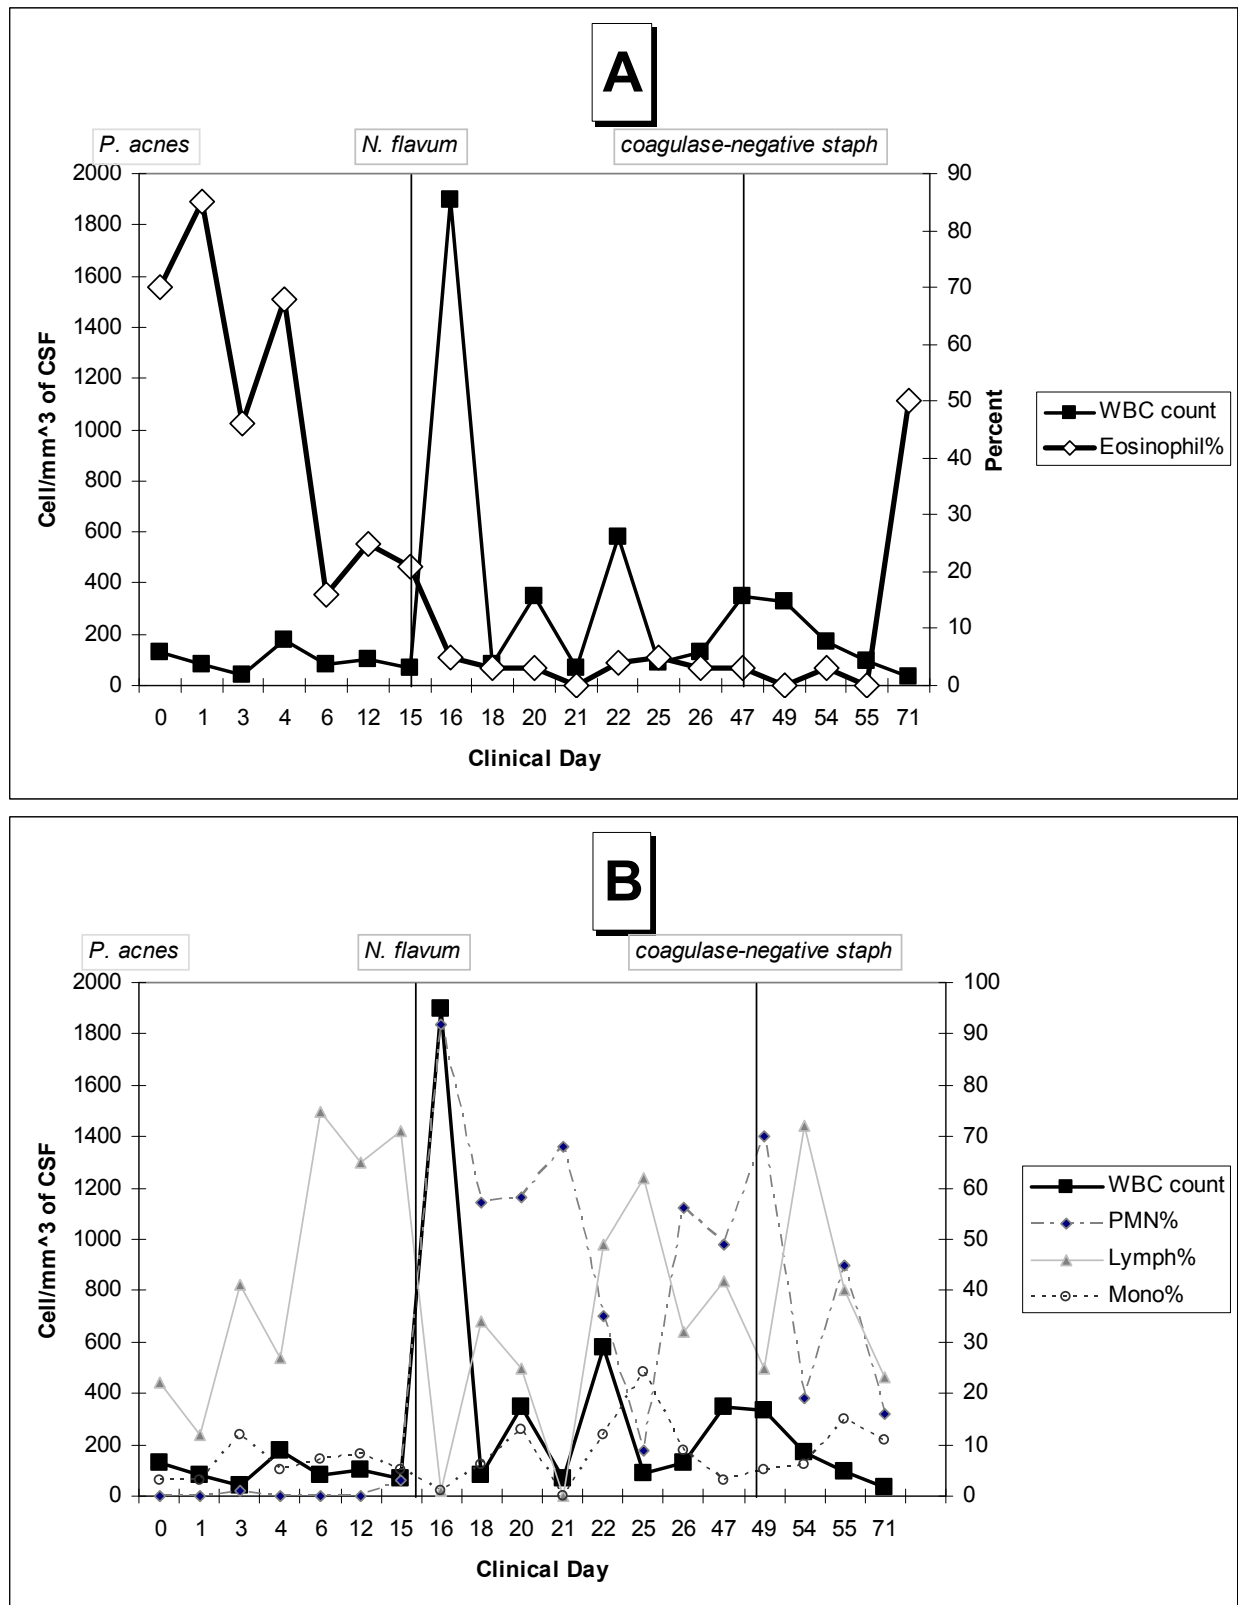 A
P. acnes N. flavum coagulase-negative staph
2000 90
1800 80
1600 70
1400 60
1200 50
1000 40
800 30
600 20
400 10
200 0
0
Cell/mm^3 of CSF
Percent
WBC count
Eosinophil%
0 1 3 4 6 12 15 16 18 20 21 22 25 26 47 49 54 55 71
Clinical Day
B
P. acnes N. flavum coagulase-negative staph
2000 100
1800 90
1600 80
1400 70
1200 60
1000 50
800 40
600 30
400 20
200 10
0 0
Cell/mm^3 of CSF
WBC count
PMN%
Lymph%
Mono%
0 1 3 4 6 12 15 16 18 20 21 22 25 26 47 49 54 55 71
Clinical Day